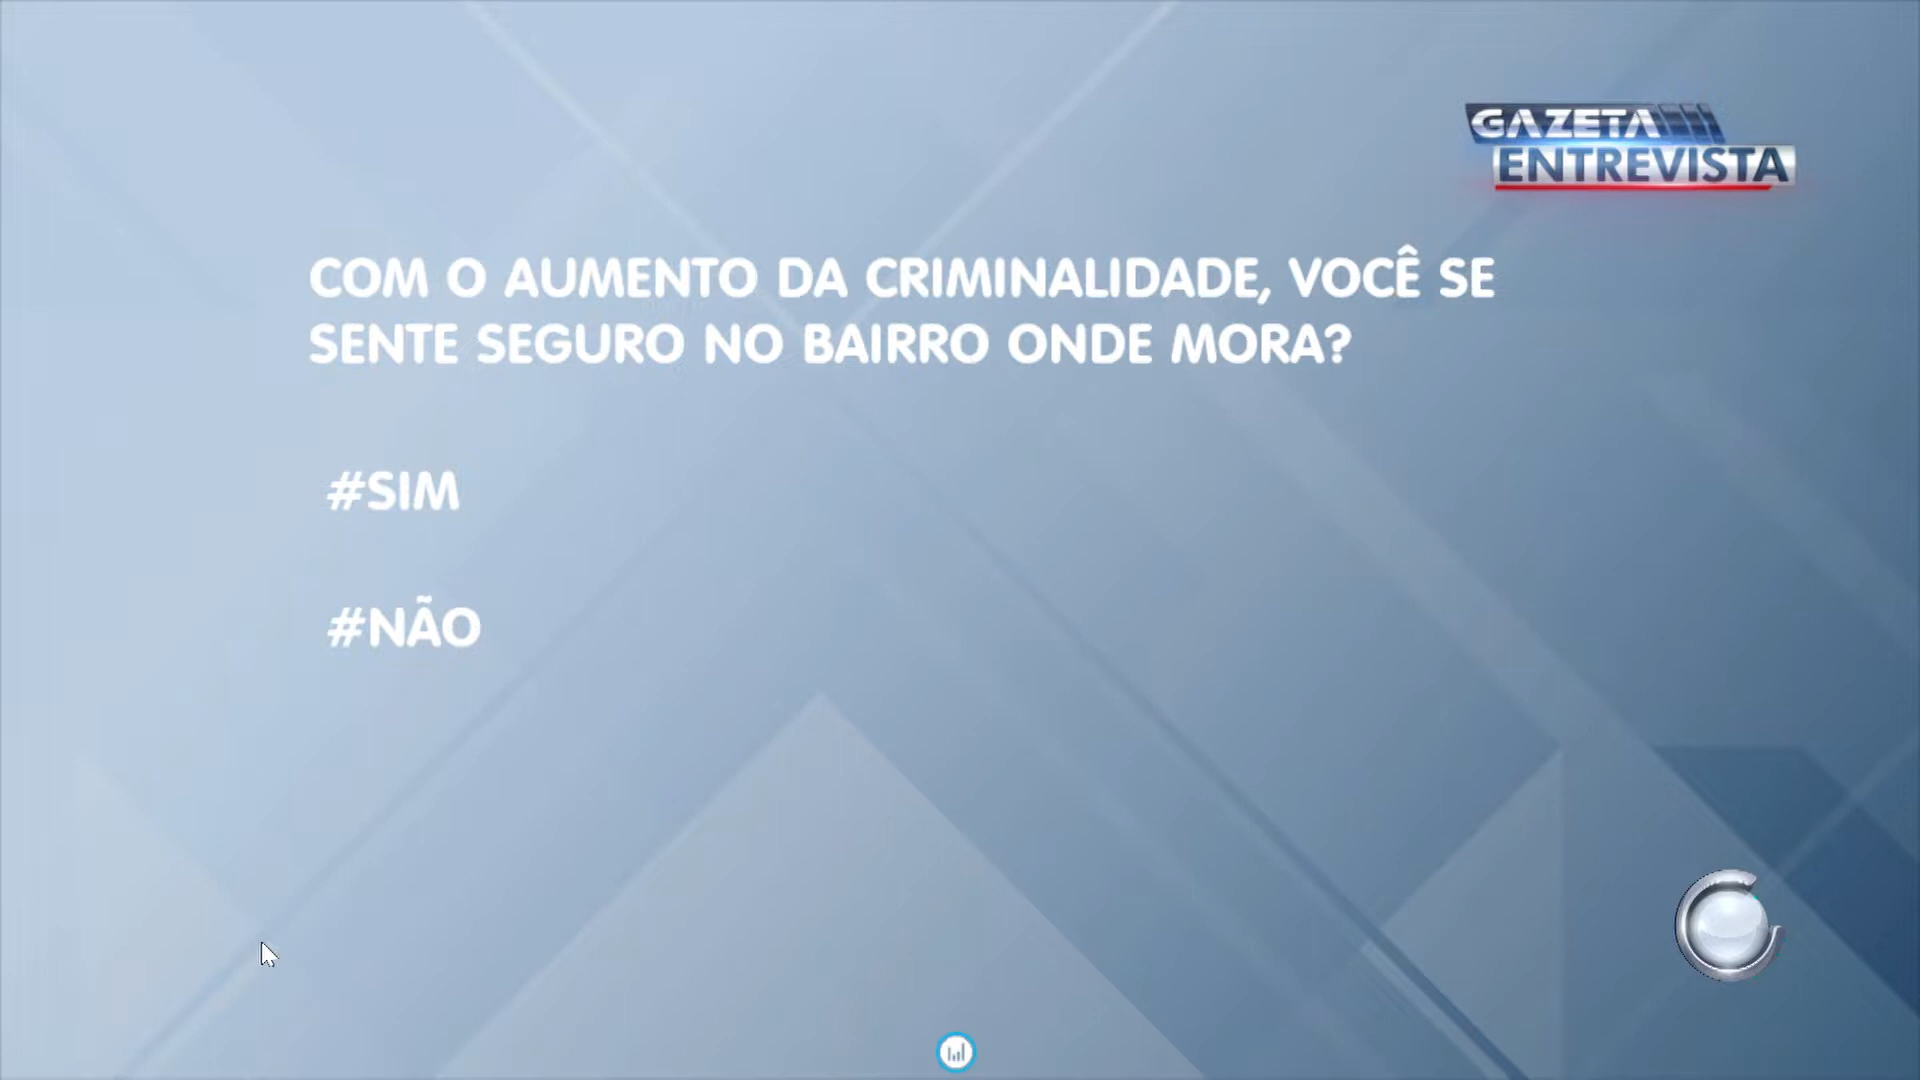 GAZETA
ENTREVISTA
COM O AUMENTO DA CRIMINALIDADE, VOCÊ SE
SENTE SEGURO NO BAIRRO ONDE MORA?
#SIM
#NÃO